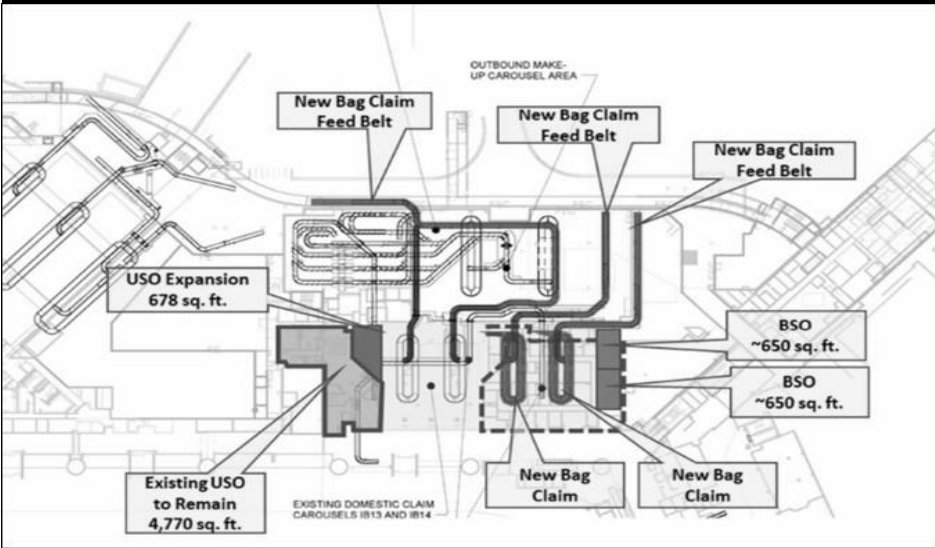 OUTBOUND MAKE-
UP CAROUSEL AREA
New Bag Claim
Feed Belt
New Bag Claim
Feed Belt
New Bag Claim
Feed Belt
USO Expansion
678 sq. ft.
BSO
~650 sq. ft.
BSO
~650 sq. ft.
Existing USO
to Remain
4,770 sq. ft.
EXISTING DOMESTIC CLAIM
CAROUSELS IB13 AND IB14
New Bag
Claim
New Bag
Claim